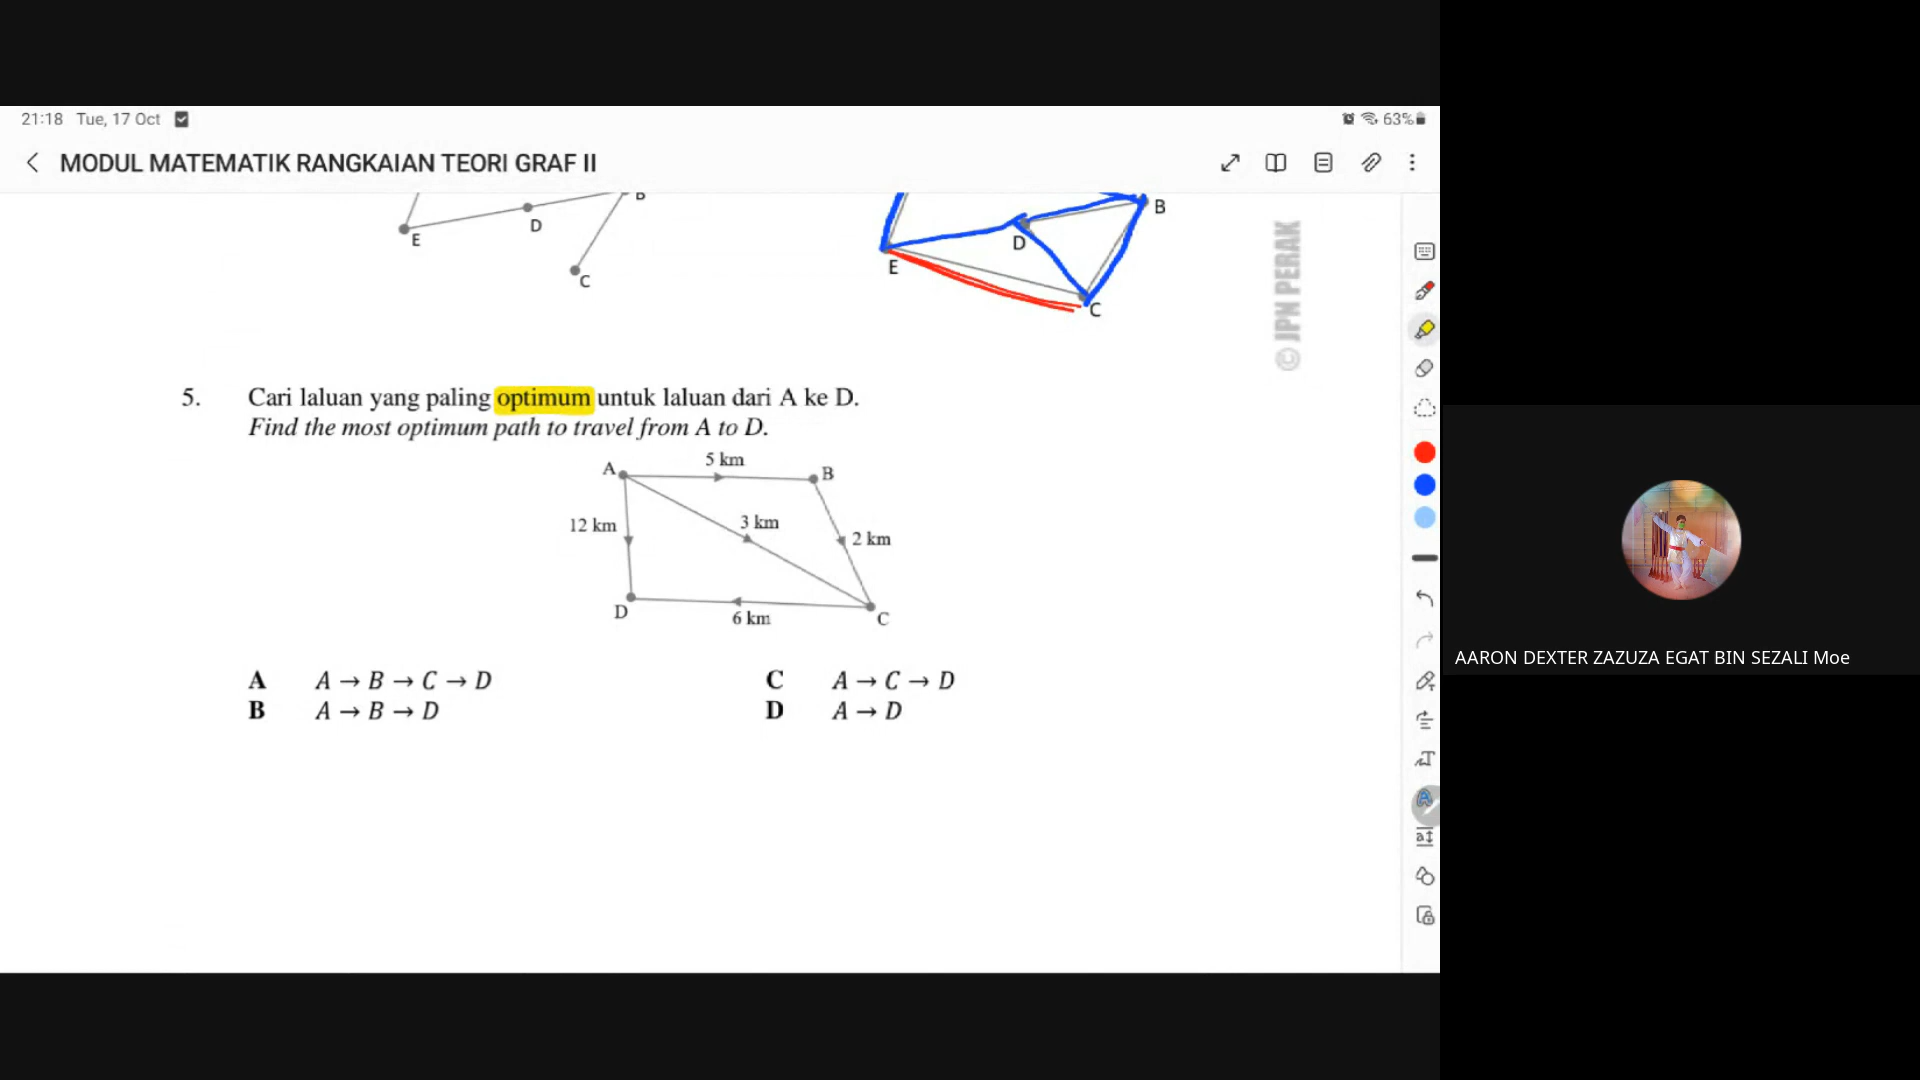 21:18 Tue, 17 Oct
63%
MODUL MATEMATIK RANGKAIAN TEORI GRAF II
B
E
D
C
B
D
E
C
© JPN PERAK
5. Cari laluan yang paling optimum untuk laluan dari A ke D.
Find the most optimum path to travel from A to D.
A
5 km
B
12 km
3 km
2 km
D
6 km
C
A A → B → C → D
C A → C → D
B A → B → D
D A → D
AARON DEXTER ZAZUZA EGAT BIN SEZALI Moe